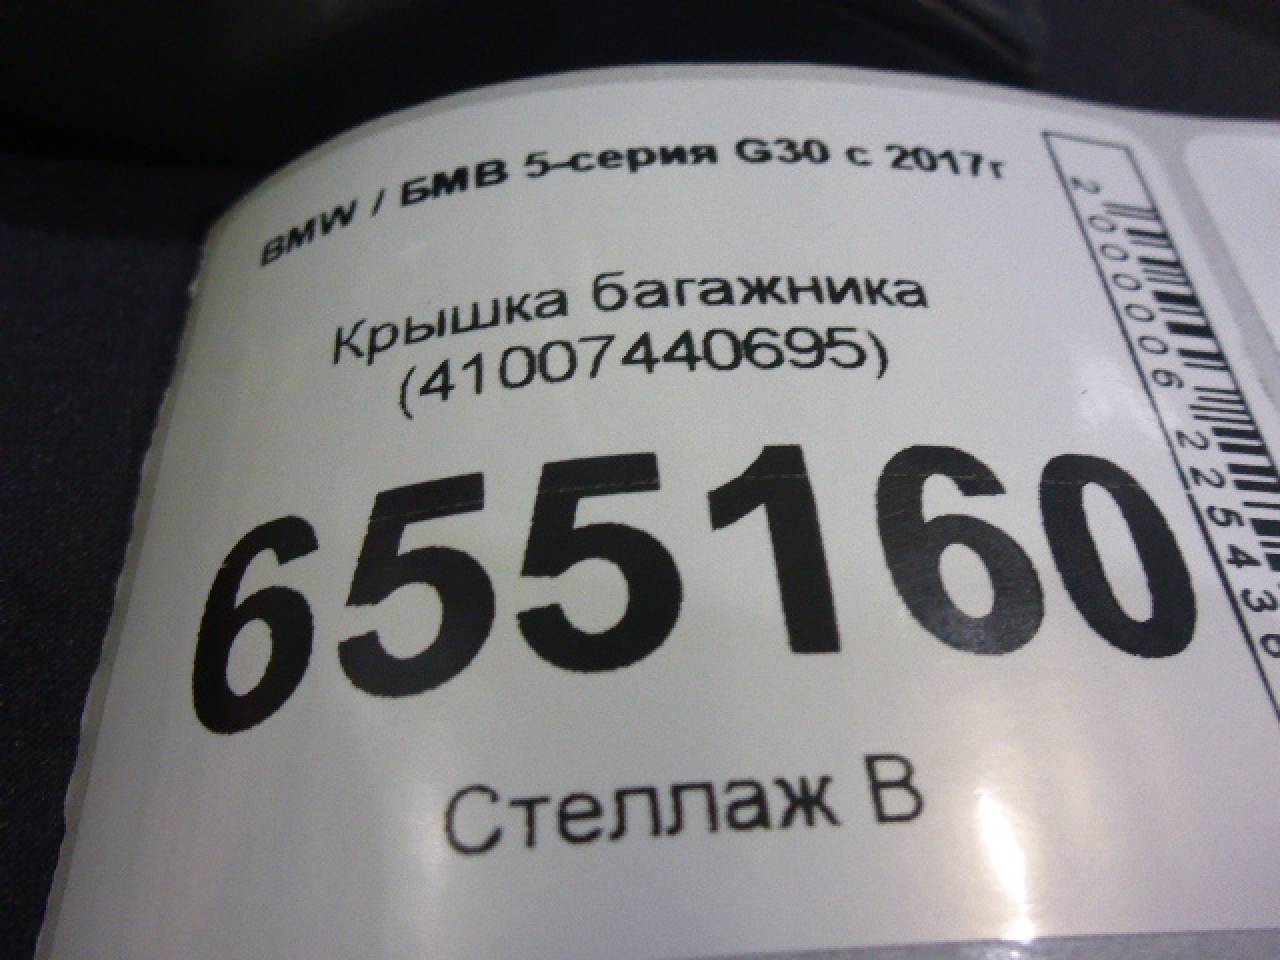 BMW / БМВ 5-серия G30 с 2017г
Крышка багажника
(41007440695)
655160
Стеллаж В
2000006225438